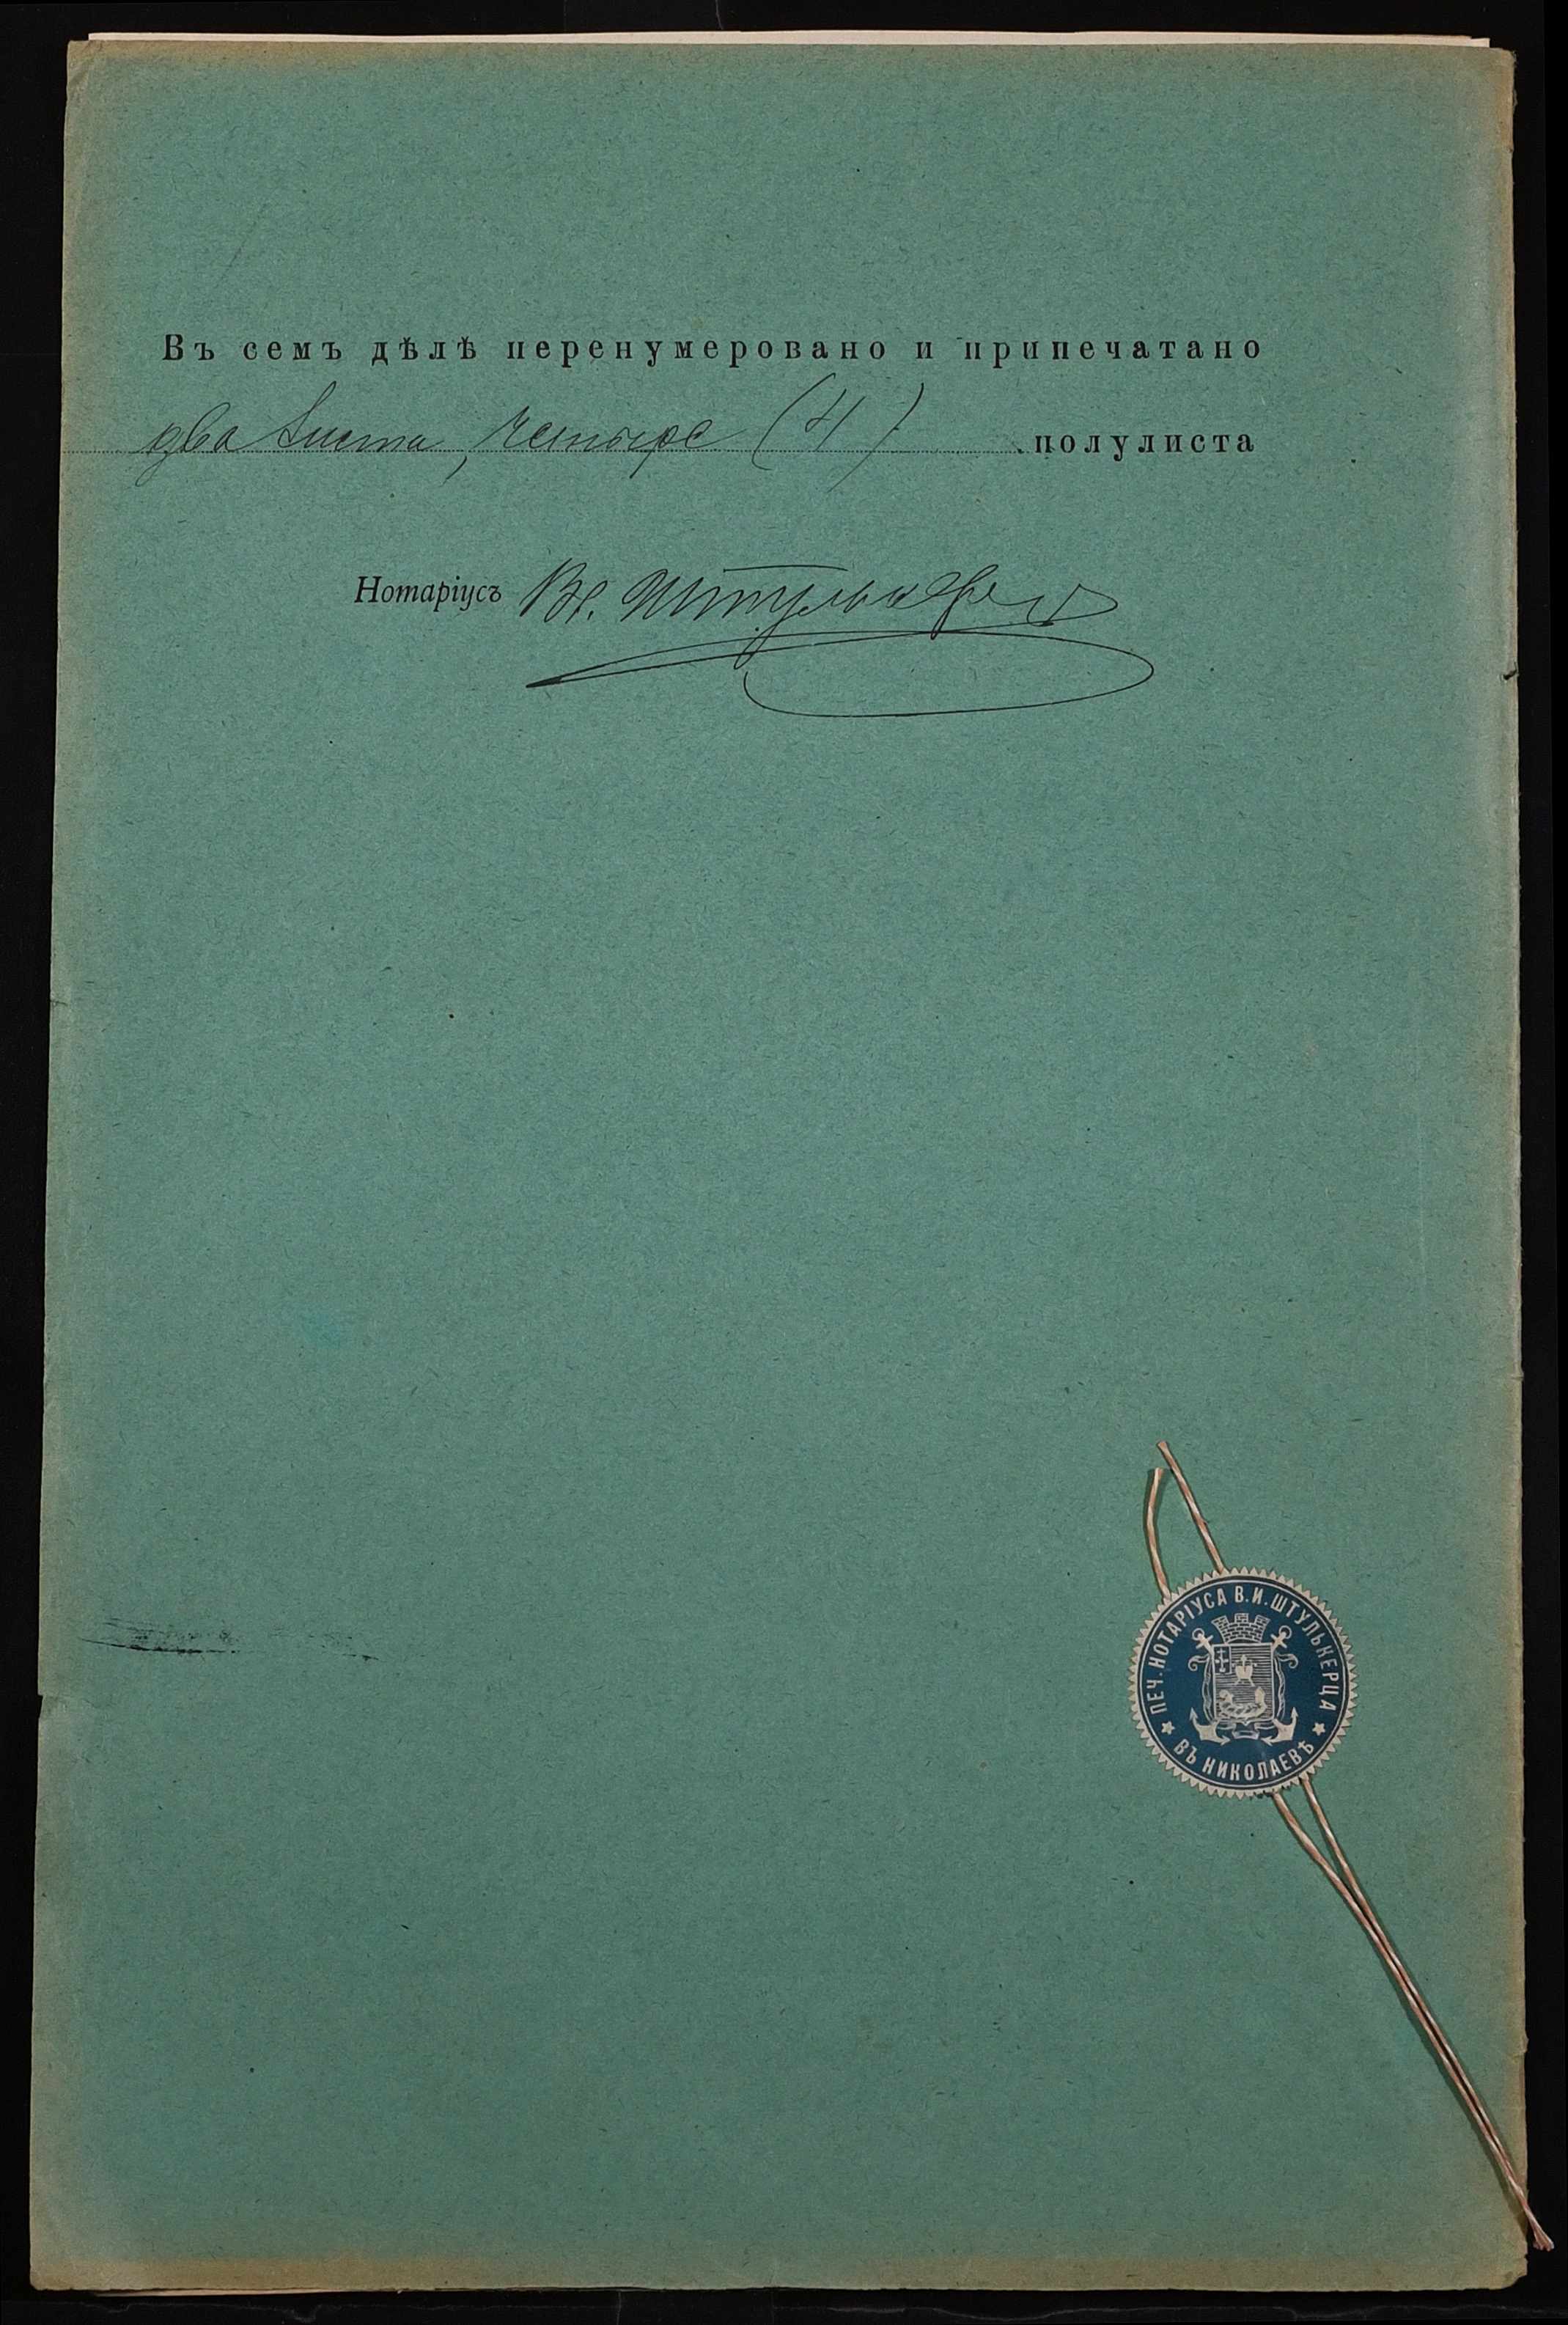 Въ семъ дѣлѣ перенумеровано и припечатано
два листа, четыре (4) полулиста
Нотаріусъ Вл. Штулькерцъ
ПЕЧ. НОТАРІУСА В.И. ШТУЛЬКЕРЦА
ВЪ НИКОЛАЕВѢ